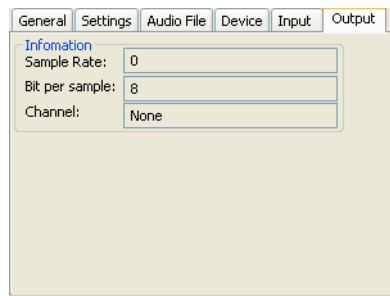 General Settings Audio File Device Input Output
Infomation
Sample Rate: 0
Bit per sample: 8
Channel: None